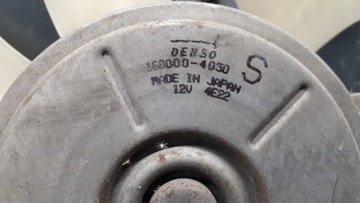 DENSO
168000-4030
S
MADE IN JAPAN
12V 4E22